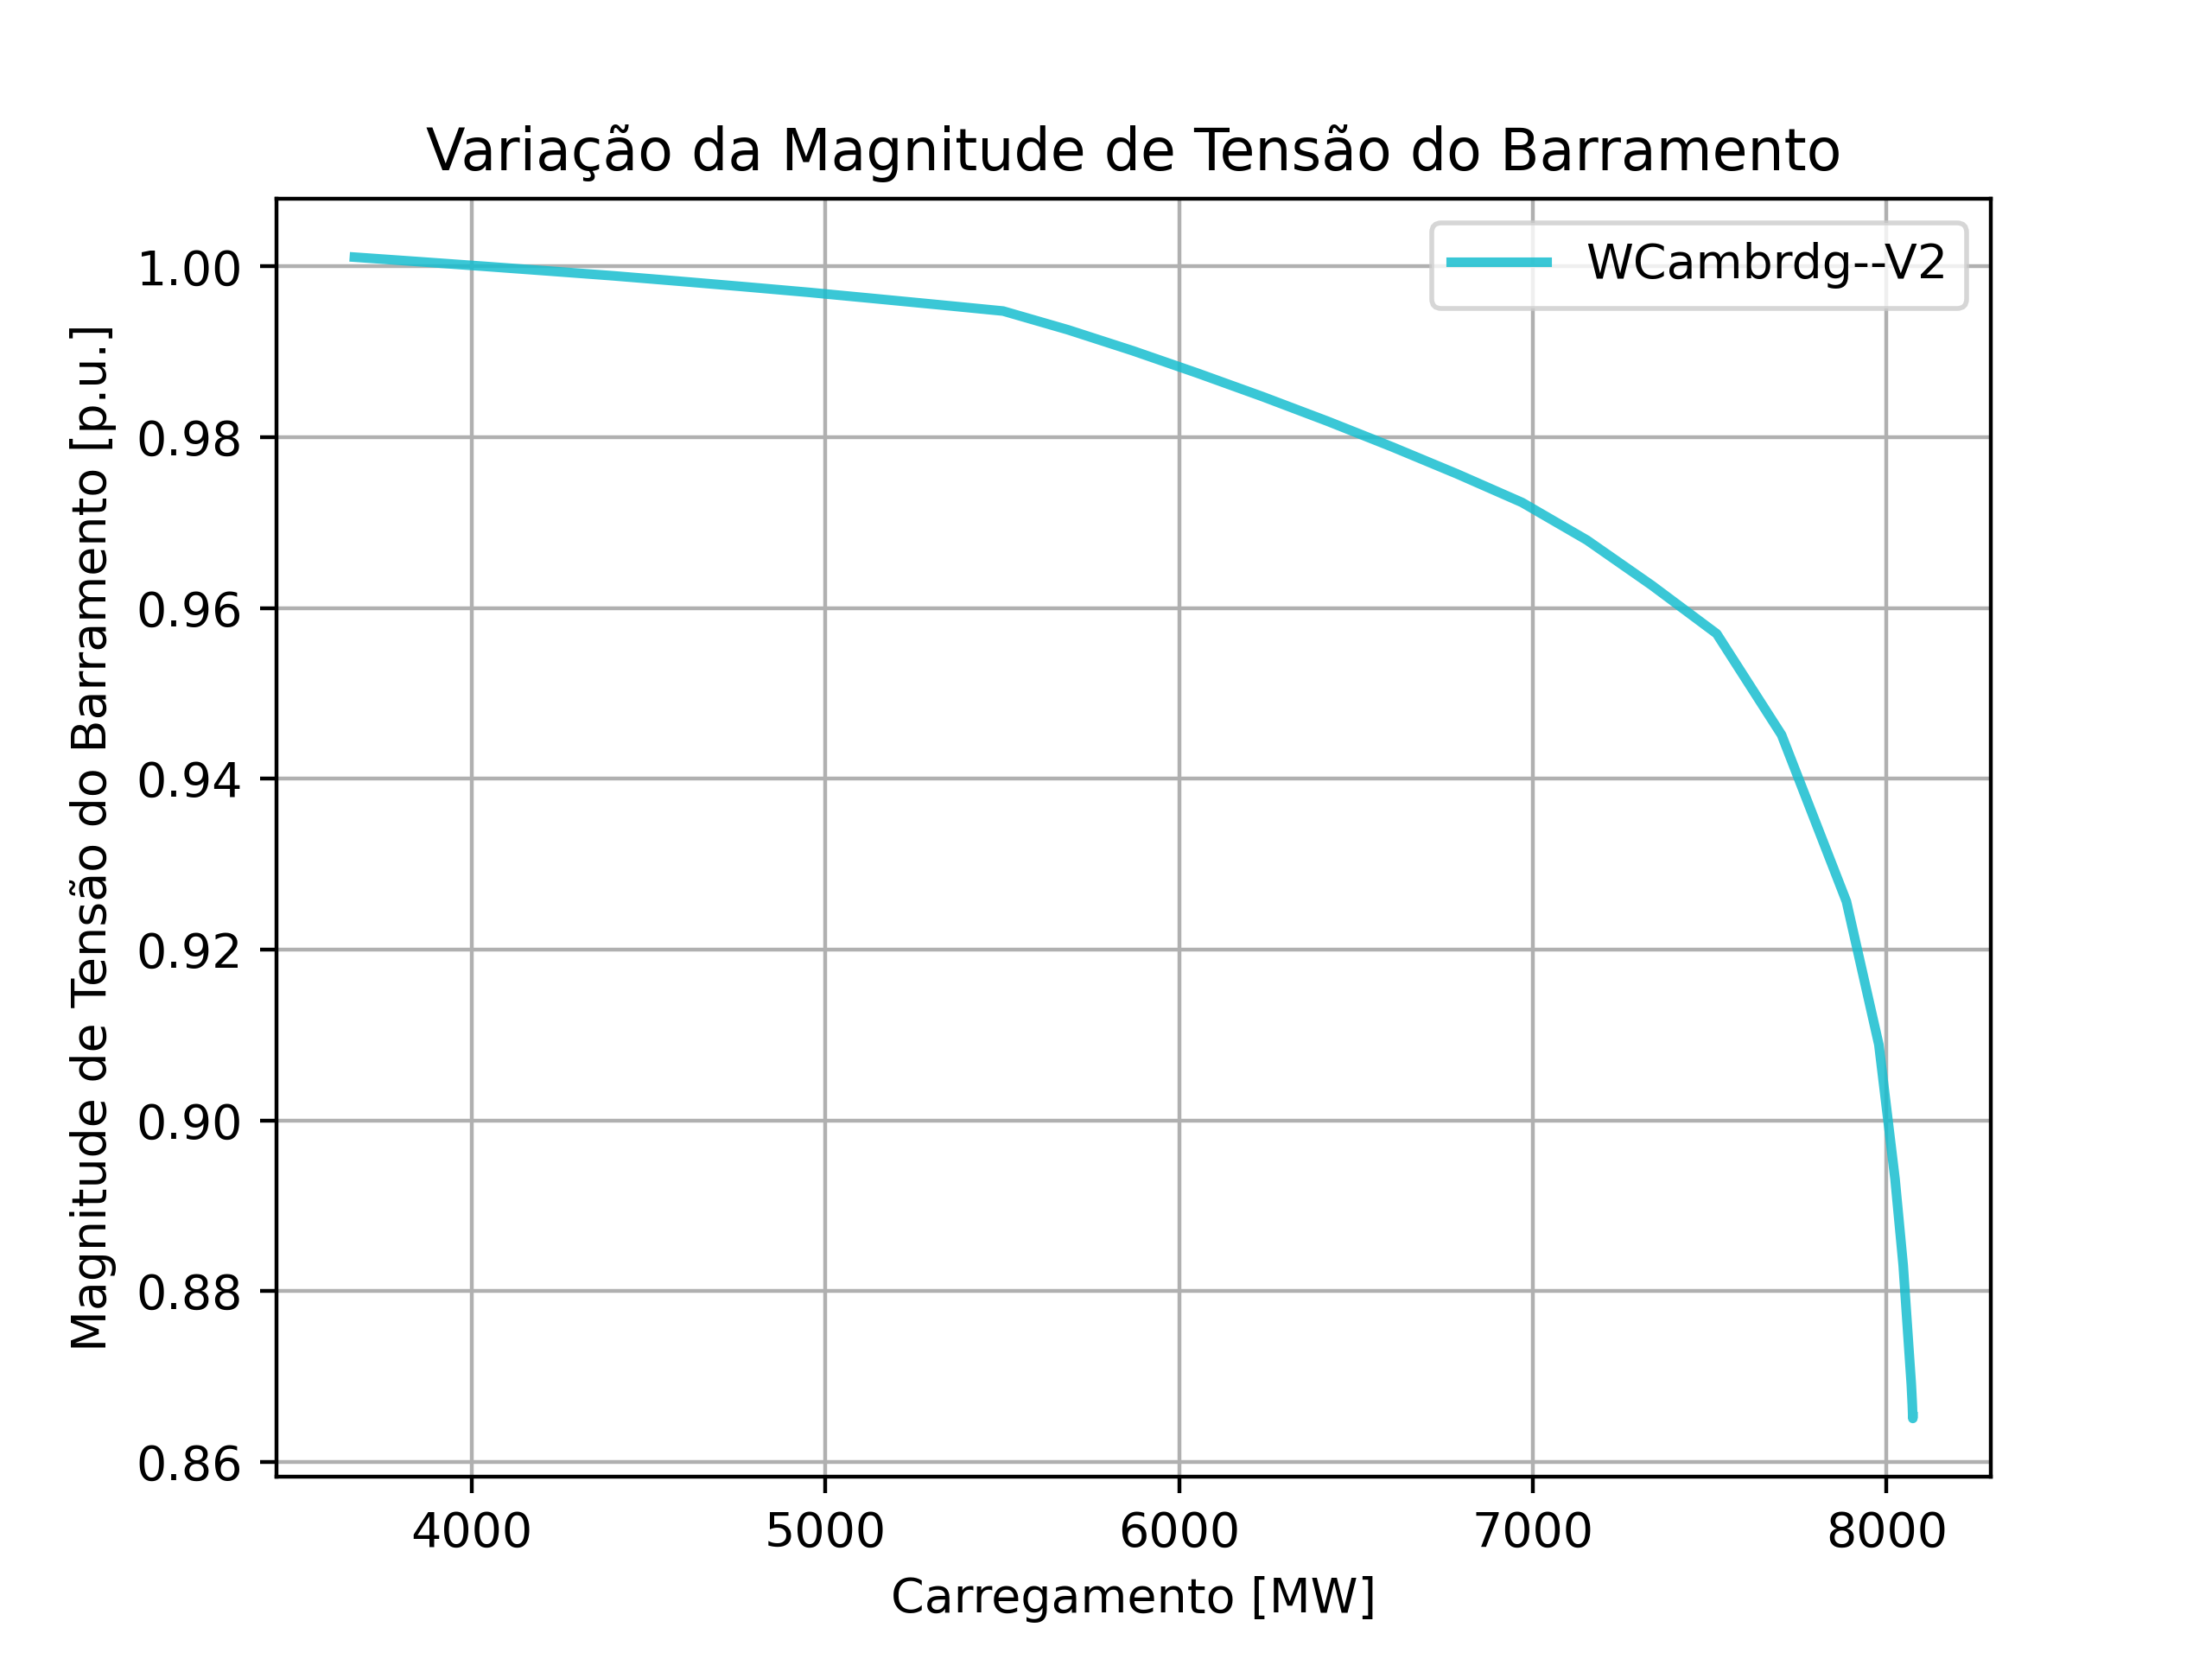 Variação da Magnitude de Tensão do Barramento
WCambrdg--V2
Magnitude de Tensão do Barramento [p.u.]
1.00
0.98
0.96
0.94
0.92
0.90
0.88
0.86
4000 5000 6000 7000 8000
Carregamento [MW]